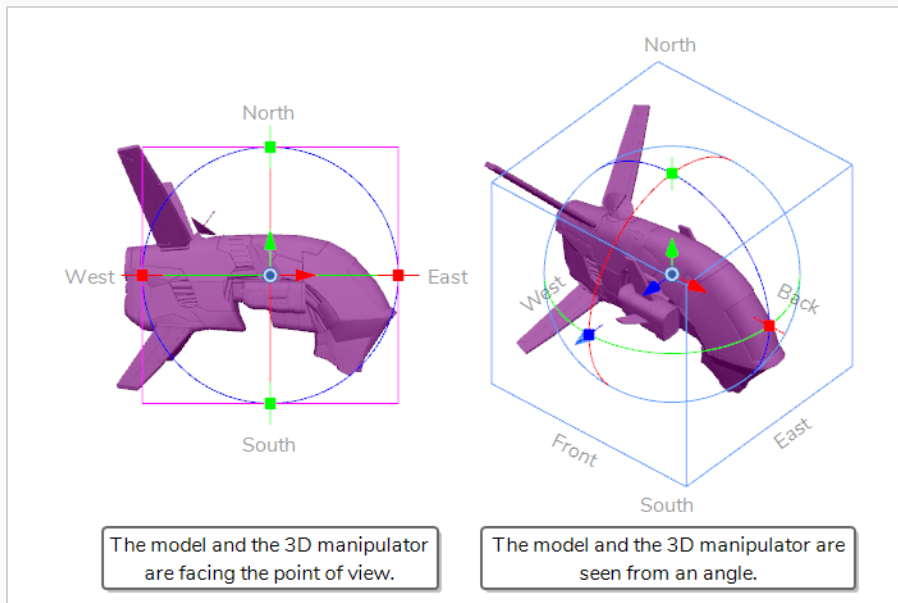 North
West
East
South
The model and the 3D manipulator
are facing the point of view.
North
West
Back
Front
East
South
The model and the 3D manipulator are
seen from an angle.